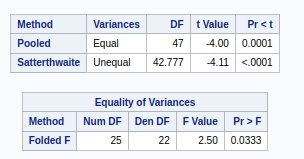 Method Variances DF t Value Pr < t
Pooled Equal 47 -4.00 0.0001
Satterthwaite Unequal 42.777 -4.11 <.0001
Equality of Variances
Method Num DF Den DF F Value Pr > F
Folded F 25 22 2.50 0.0333